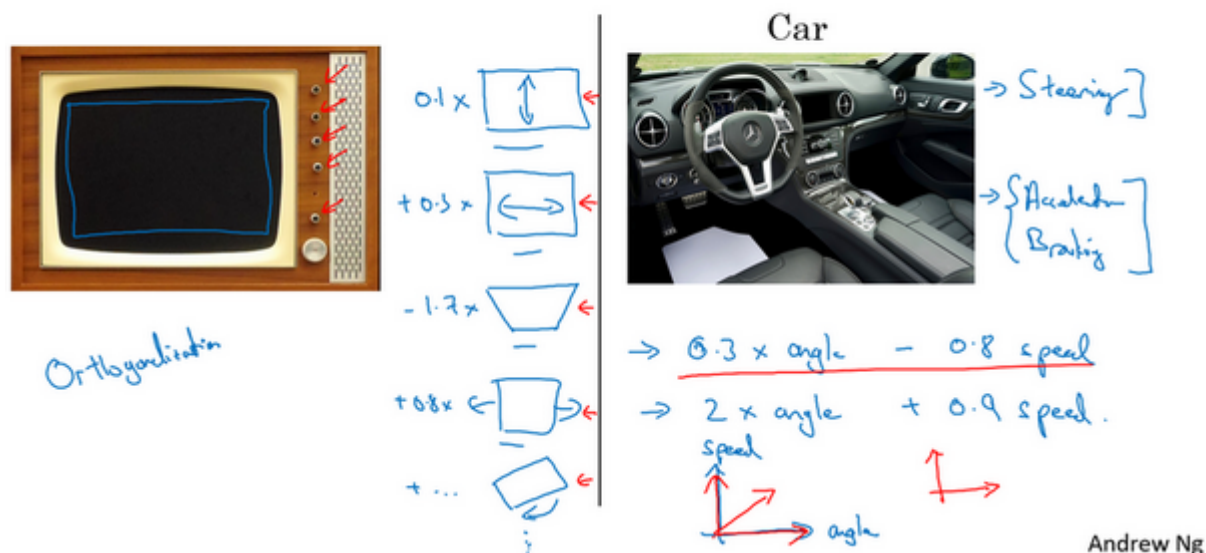 Orthogonalization
0.1 x
+ 0.3 x
- 1.7 x
+ 0.8 x
+ ...
Car
→ Steering
→ { Acceleration
Braking
→ 0.3 x angle - 0.8 speed
→ 2 x angle + 0.9 speed.
speed
angle
Andrew Ng